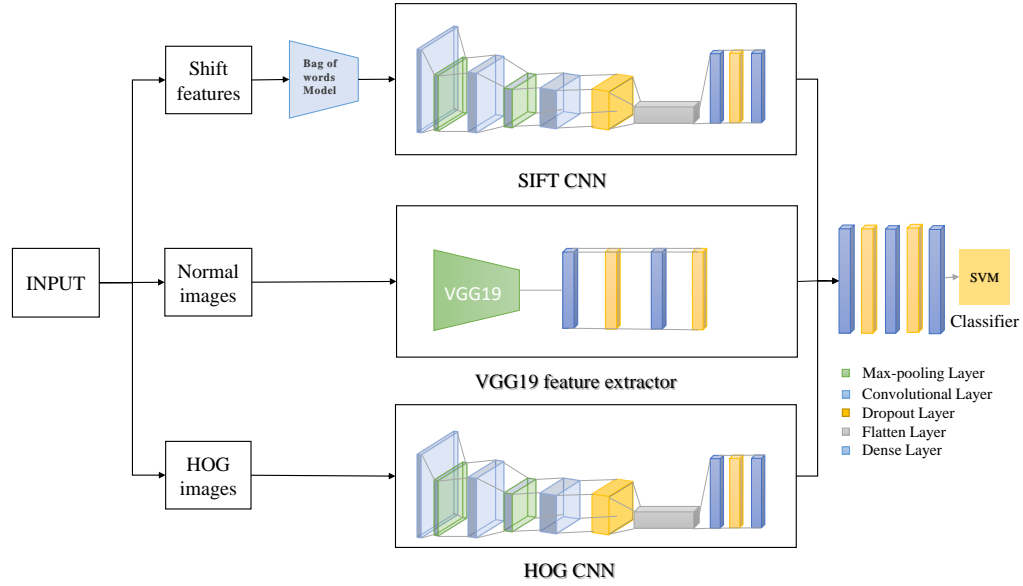 Shift
features
Bag of
words
Model
SIFT CNN
INPUT
Normal
images
VGG19
SVM
Classifier
VGG19 feature extractor
Max-pooling Layer
Convolutional Layer
Dropout Layer
Flatten Layer
Dense Layer
HOG
images
HOG CNN